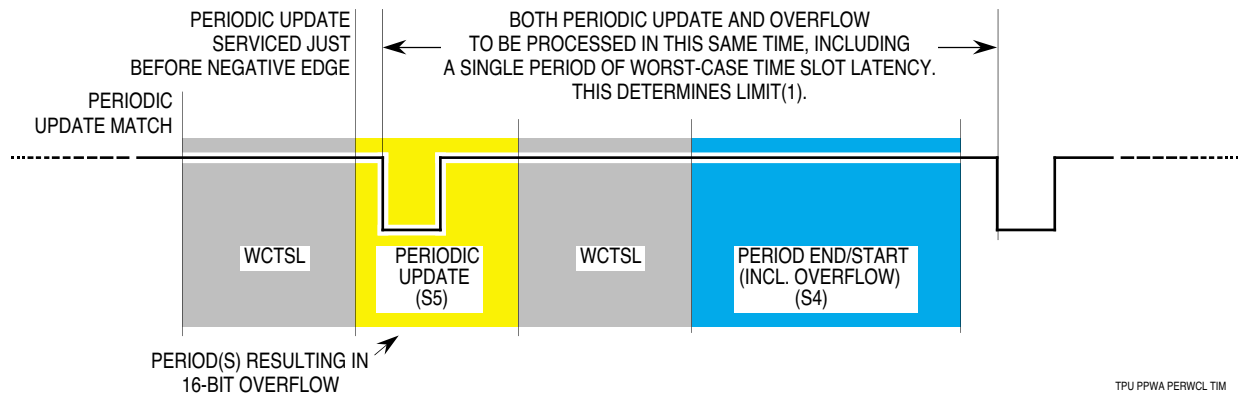 PERIODIC UPDATE
SERVICED JUST
BEFORE NEGATIVE EDGE
BOTH PERIODIC UPDATE AND OVERFLOW
TO BE PROCESSED IN THIS SAME TIME, INCLUDING
A SINGLE PERIOD OF WORST-CASE TIME SLOT LATENCY.
THIS DETERMINES LIMIT(1).
PERIODIC
UPDATE MATCH
WCTSL
PERIODIC
UPDATE
(S5)
WCTSL
PERIOD END/START
(INCL. OVERFLOW)
(S4)
PERIOD(S) RESULTING IN
16-BIT OVERFLOW
TPU PPWA PERWCL TIM